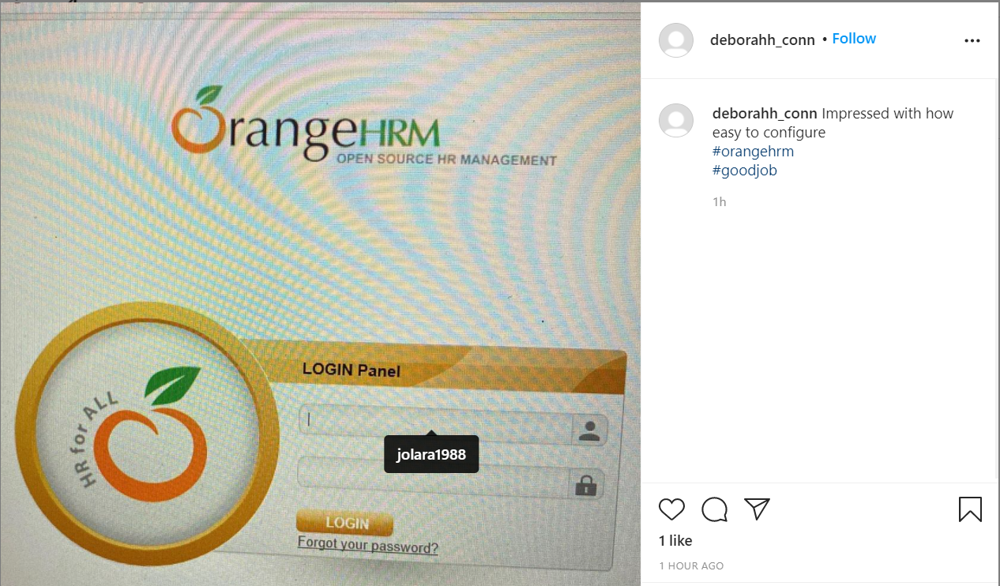 OrangeHRM
OPEN SOURCE HR MANAGEMENT
HR for ALL
LOGIN Panel
jolara1988
LOGIN
Forgot your password?
deborahh_conn • Follow
deborahh_conn Impressed with how
easy to configure
#orangehrm
#goodjob
1h
1 like
1 HOUR AGO